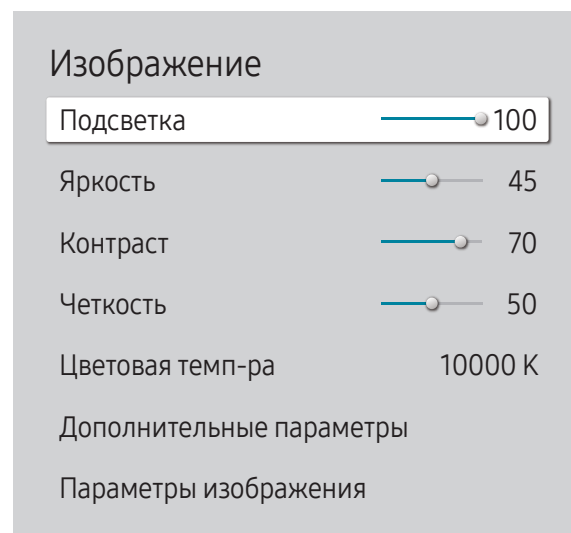 Изображение
Подсветка 100
Яркость 45
Контраст 70
Четкость 50
Цветовая темп-ра 10000 K
Дополнительные параметры
Параметры изображения